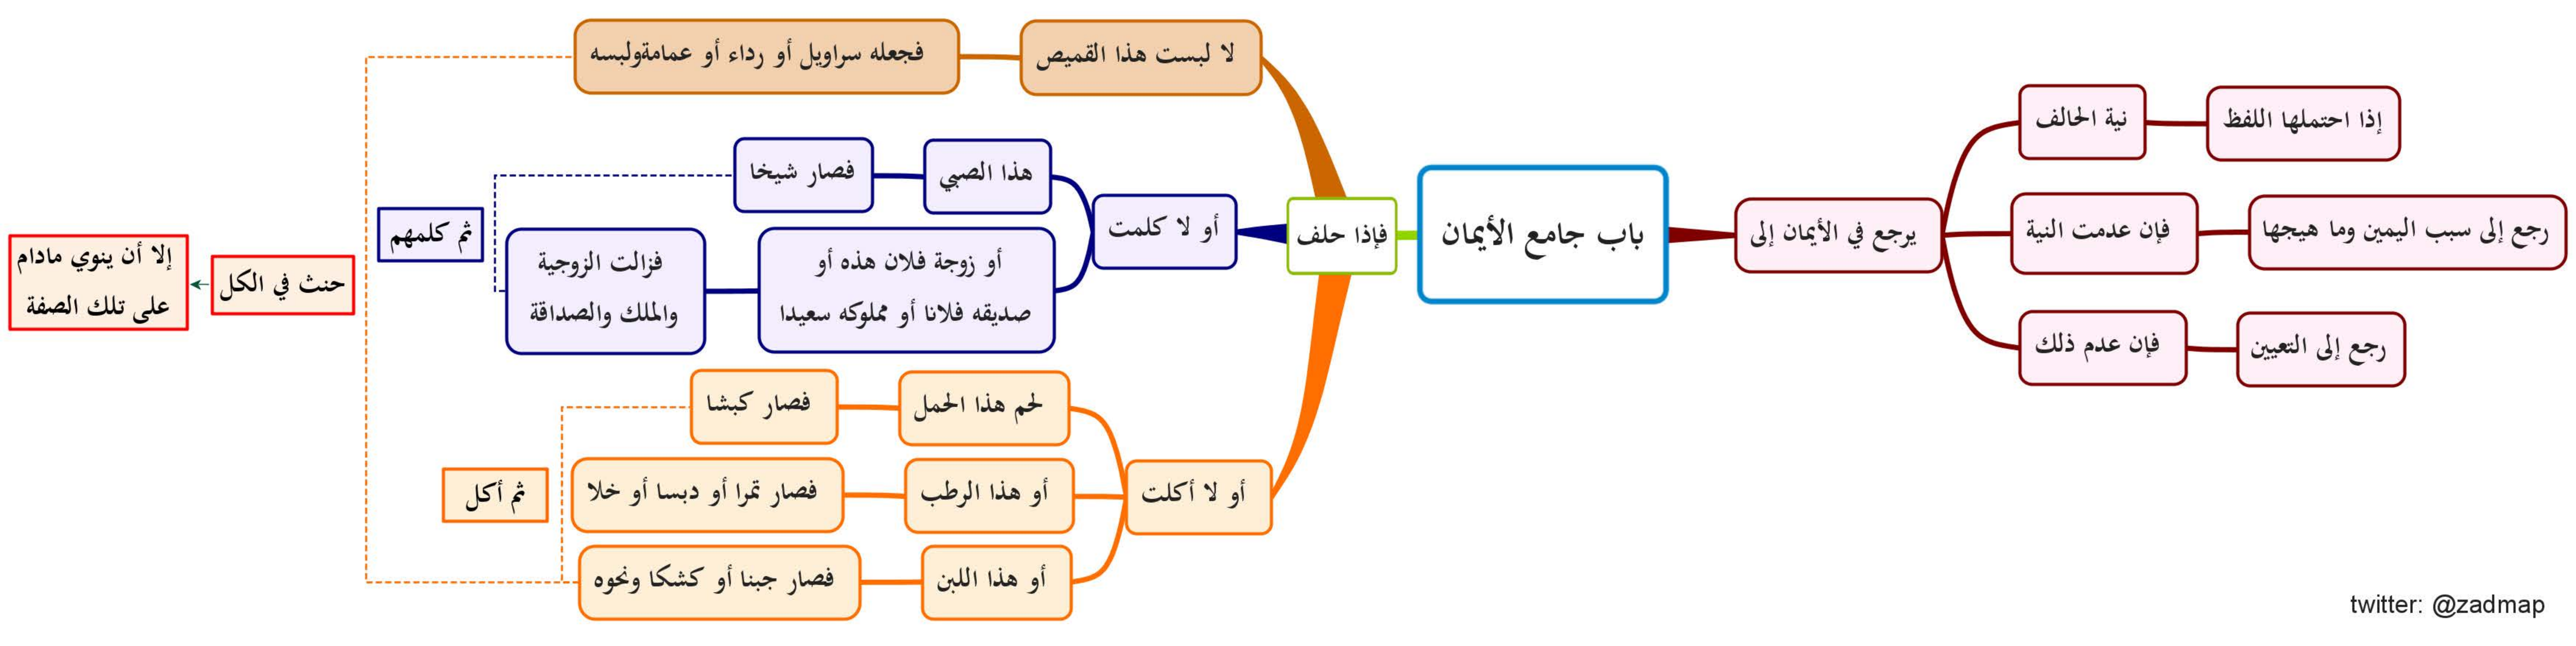 باب جامع الأيمان
يرجع في الأيمان إلى
نية الحالف
إذا احتملها اللفظ
فإن عدمت النية
رجع إلى سبب اليمين وما هيجها
فإن عدم ذلك
رجع إلى التعيين
فإذا حلف
لا لبست هذا القميص
فجعله سراويل أو رداء أو عمامةولبسه
أو لا كلمت
هذا الصبي
فصار شيخا
أو زوجة فلان هذه أو
صديقه فلانا أو مملوكه سعيدا
فزالت الزوجية
والملك والصداقة
ثم كلمهم
أو لا أكلت
لحم هذا الحمل
فصار كبشا
أو هذا الرطب
فصار تمرا أو دبسا أو خلا
أو هذا اللبن
فصار جبنا أو كشكا ونحوه
ثم أكل
حنث في الكل
إلا أن ينوي مادام
على تلك الصفة
twitter: @zadmap